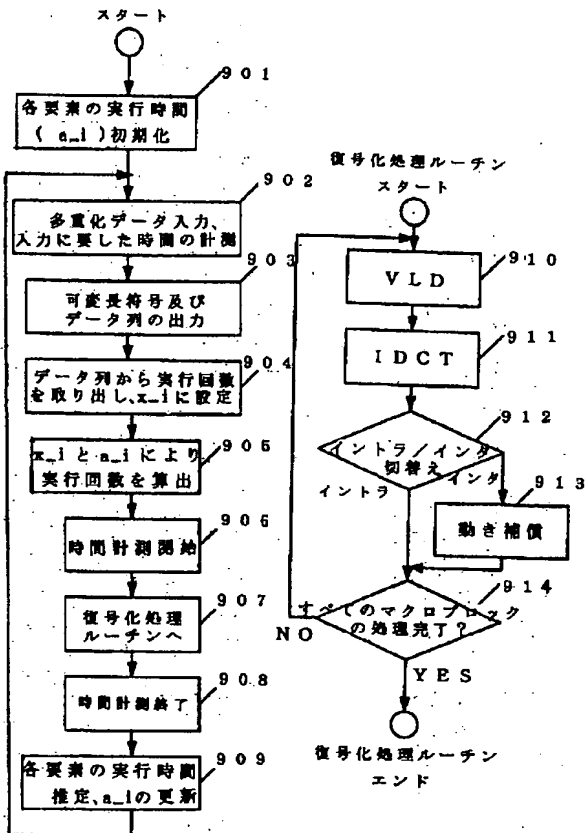 スタート
901
各要素の実行時間
(a_i)初期化
902
多重化データ入力、
入力に要した時間の計測
903
可変長符号及び
データ列の出力
904
データ列から実行回数
を取り出し、x_iに設定
905
x_iとa_iにより
実行回数を算出
906
時間計測開始
907
復号化処理
ルーチンへ
908
時間計測終了
909
各要素の実行時間
推定、a_iの更新
復号化処理ルーチン
スタート
910
VLD
911
IDCT
912
イントラ/インタ
切替え
イントラ
インタ
913
動き補償
914
すべてのマクロブロック
の処理完了?
NO
YES
復号化処理ルーチン
エンド